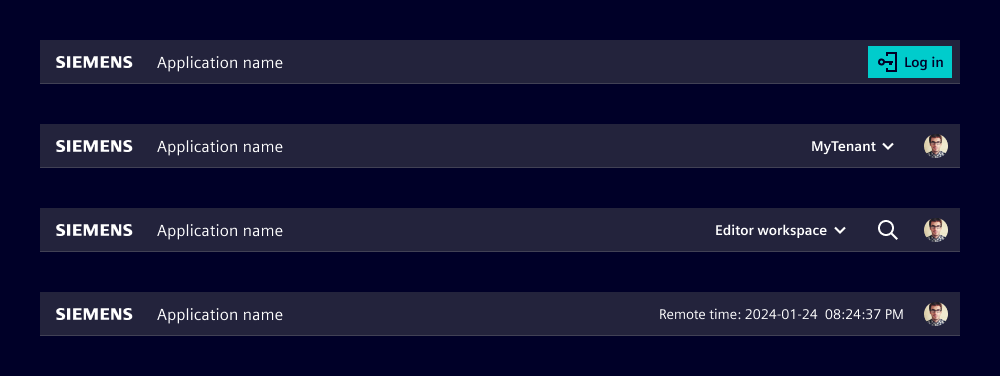 SIEMENS Application name Log in
SIEMENS Application name MyTenant
SIEMENS Application name Editor workspace
SIEMENS Application name Remote time: 2024-01-24 08:24:37 PM